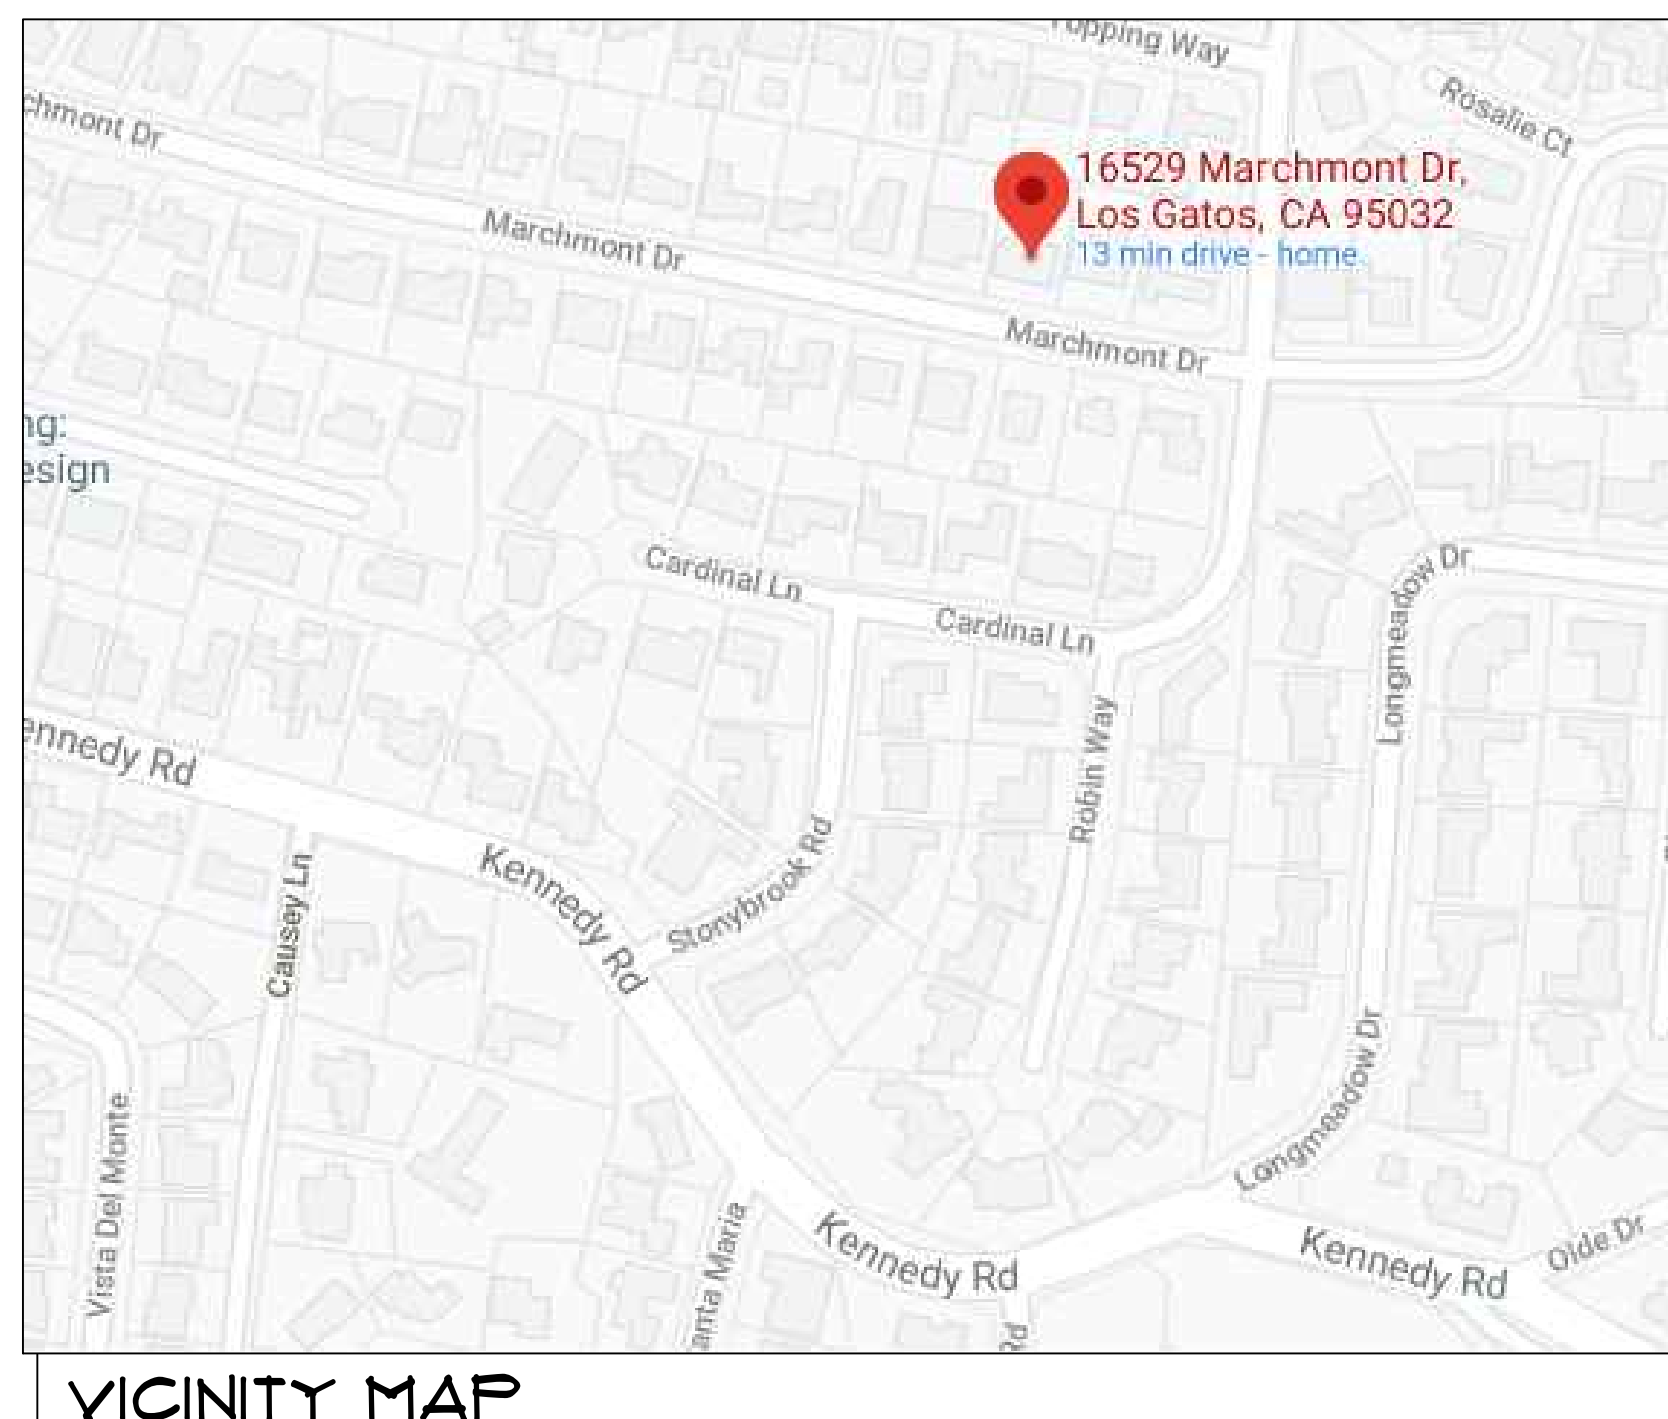 opping Way
Rosalie Ct
chmont Dr
16529 Marchmont Dr,
Los Gatos, CA 95032
13 min drive - home
Marchmont Dr
Marchmont Dr
ng:
esign
Cardinal Ln
Cardinal Ln
Longmeadow Dr
Robin Way
ennedy Rd
Stonybrook Rd
Kennedy Rd
Causey Ln
Longmeadow Dr
Vista Del Monte
anta Maria
Kennedy Rd
Kennedy Rd
Olde Dr
Rd
VICINITY MAP